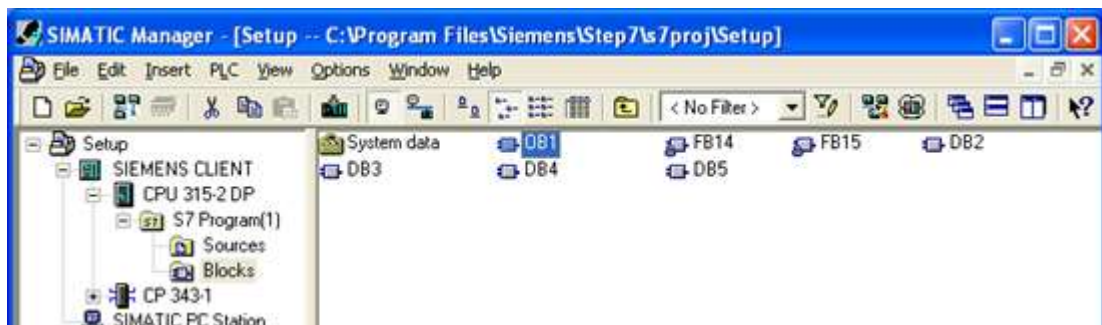 SIMATIC Manager - [Setup -- C:\Program Files\Siemens\Step7\s7proj\Setup]
File Edit Insert PLC View Options Window Help
< No Filter >
Setup
SIEMENS CLIENT
CPU 315-2 DP
S7 Program(1)
Sources
Blocks
CP 343-1
SIMATIC PC Station
System data OB1 FB14 FB15 DB2
DB3 DB4 DB5